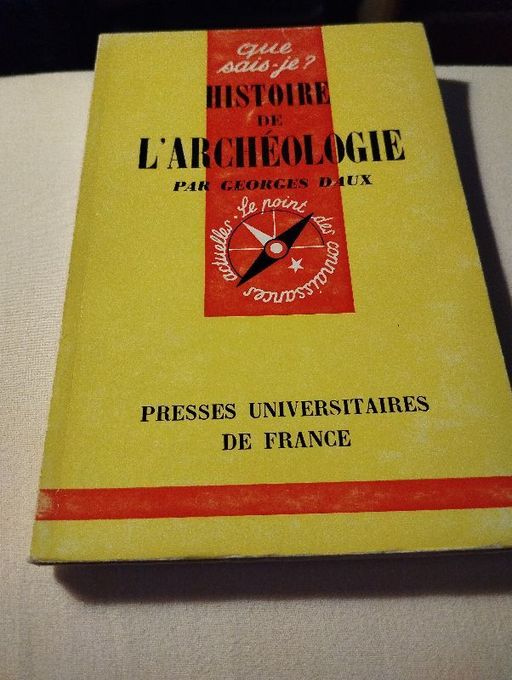 que
sais-je?
HISTOIRE
DE
L'ARCHÉOLOGIE
PAR GEORGES DAUX
Le point des connaissances actuelles.
PRESSES UNIVERSITAIRES
DE FRANCE